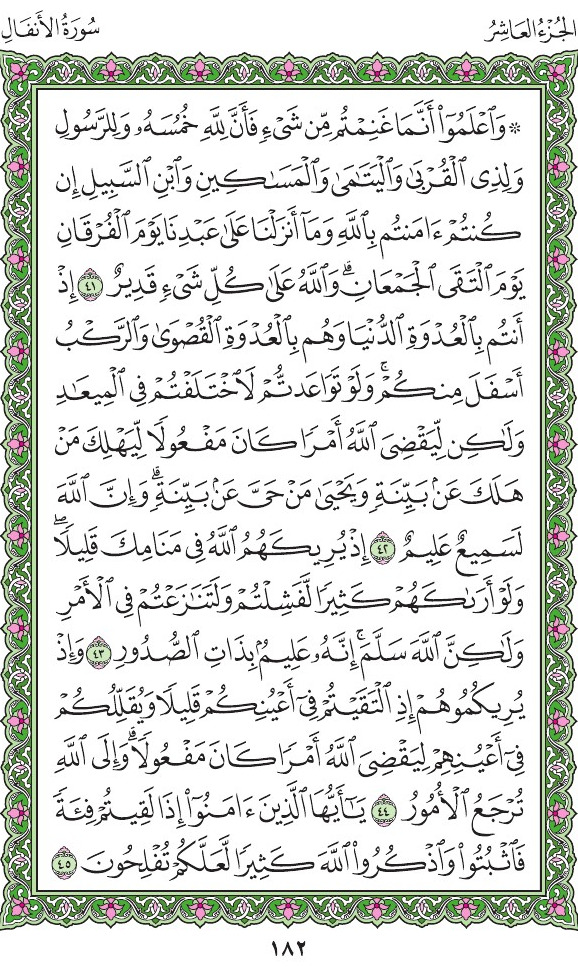 الجُزْءُ العَاشِرُ
سُورَةُ الأَنفَالِ
۞ وَٱعۡلَمُوٓاْ أَنَّمَا غَنِمۡتُم مِّن شَيۡءٖ فَأَنَّ لِلَّهِ خُمُسَهُۥ وَلِلرَّسُولِ
وَلِذِي ٱلۡقُرۡبَىٰ وَٱلۡيَتَٰمَىٰ وَٱلۡمَسَٰكِينِ وَٱبۡنِ ٱلسَّبِيلِ إِن
كُنتُمۡ ءَامَنتُم بِٱللَّهِ وَمَآ أَنزَلۡنَا عَلَىٰ عَبۡدِنَا يَوۡمَ ٱلۡفُرۡقَانِ
يَوۡمَ ٱلۡتَقَى ٱلۡجَمۡعَانِۗ وَٱللَّهُ عَلَىٰ كُلِّ شَيۡءٖ قَدِيرٌ ٤١ إِذۡ
أَنتُم بِٱلۡعُدۡوَةِ ٱلدُّنۡيَا وَهُم بِٱلۡعُدۡوَةِ ٱلۡقُصۡوَىٰ وَٱلرَّكۡبُ
أَسۡفَلَ مِنكُمۡۚ وَلَوۡ تَوَاعَدتُّمۡ لَٱخۡتَلَفۡتُمۡ فِي ٱلۡمِيعَٰدِ
وَلَٰكِن لِّيَقۡضِيَ ٱللَّهُ أَمۡرٗا كَانَ مَفۡعُولٗا لِّيَهۡلِكَ مَنۡ
هَلَكَ عَنۢ بَيِّنَةٖ وَيَحۡيَىٰ مَنۡ حَيَّ عَنۢ بَيِّنَةٖۗ وَإِنَّ ٱللَّهَ
لَسَمِيعٌ عَلِيمٌ ٤٢ إِذۡ يُرِيكَهُمُ ٱللَّهُ فِي مَنَامِكَ قَلِيلٗاۖ
وَلَوۡ أَرَىٰكَهُمۡ كَثِيرٗا لَّفَشِلۡتُمۡ وَلَتَنَٰزَعۡتُمۡ فِي ٱلۡأَمۡرِ
وَلَٰكِنَّ ٱللَّهَ سَلَّمَۚ إِنَّهُۥ عَلِيمُۢ بِذَاتِ ٱلصُّدُورِ ٤٣ وَإِذۡ
يُرِيكُمُوهُمۡ إِذِ ٱلۡتَقَيۡتُمۡ فِيٓ أَعۡيُنِكُمۡ قَلِيلٗا وَيُقَلِّلُكُمۡ
فِيٓ أَعۡيُنِهِمۡ لِيَقۡضِيَ ٱللَّهُ أَمۡرٗا كَانَ مَفۡعُولٗاۗ وَإِلَى ٱللَّهِ
تُرۡجَعُ ٱلۡأُمُورُ ٤٤ يَٰٓأَيُّهَا ٱلَّذِينَ ءَامَنُوٓاْ إِذَا لَقِيتُمۡ فِئَةٗ
فَٱثۡبُتُواْ وَٱذۡكُرُواْ ٱللَّهَ كَثِيرٗا لَّعَلَّكُمۡ تُفۡلِحُونَ ٤٥
١٨٢